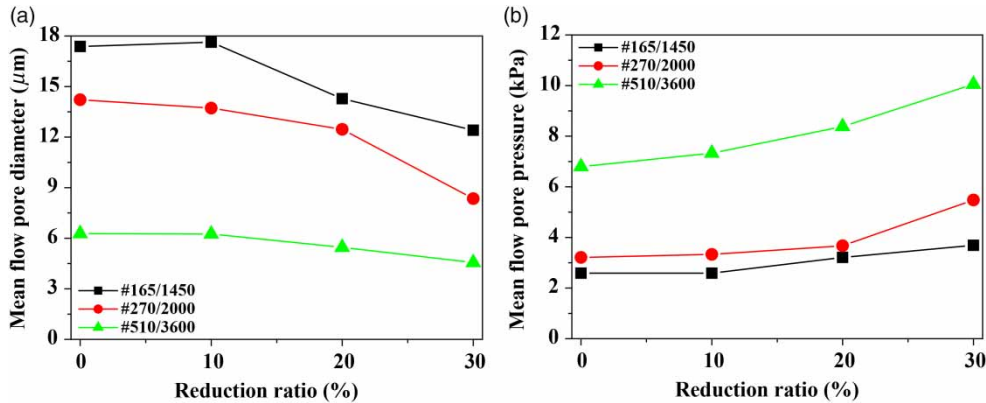 (a)
Mean flow pore diameter (μm)
18
15
12
9
6
3
0
#165/1450
#270/2000
#510/3600
0 10 20 30
Reduction ratio (%)
(b)
Mean flow pore pressure (kPa)
12
10
8
6
4
2
0
#165/1450
#270/2000
#510/3600
0 10 20 30
Reduction ratio (%)